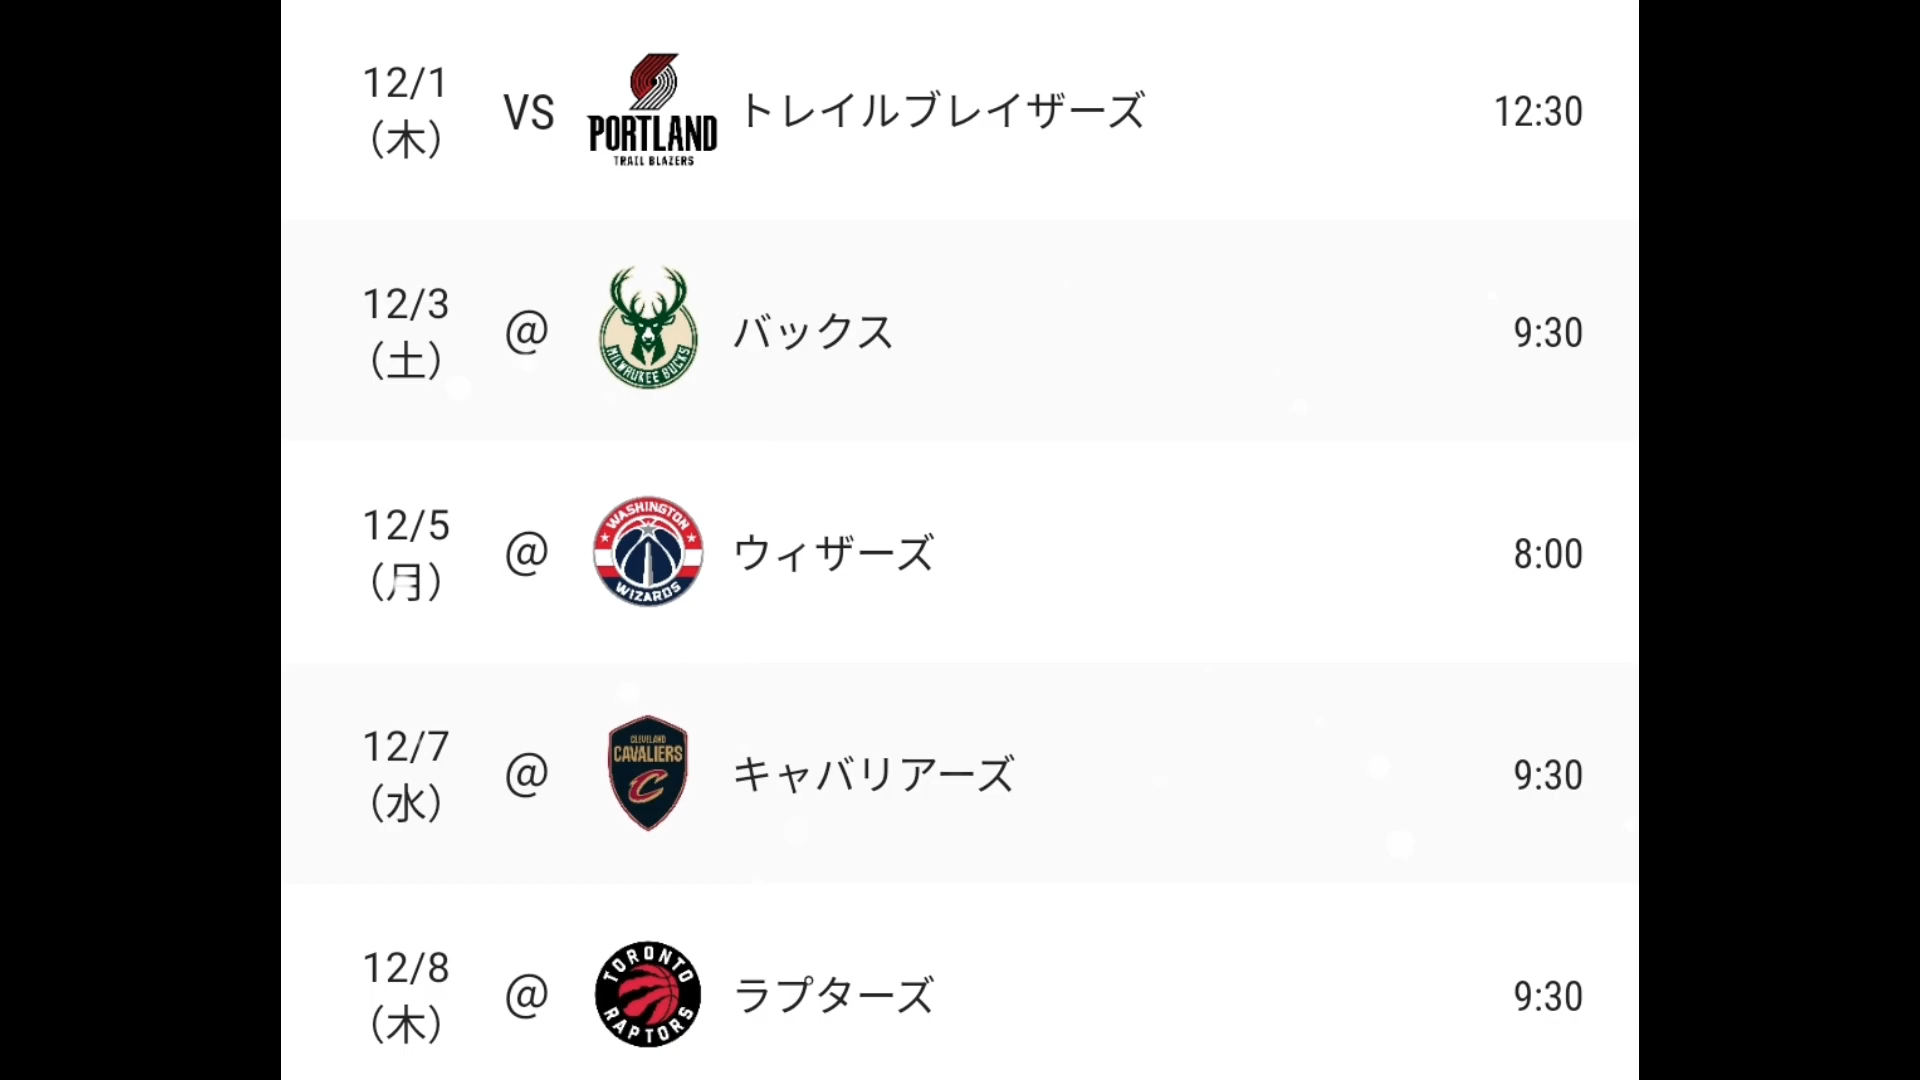 12/1
(木)
VS
PORTLAND
TRAIL BLAZERS
トレイルブレイザーズ
12:30
12/3
(土)
@
MILWAUKEE BUCKS
バックス
9:30
12/5
(月)
@
WASHINGTON
WIZARDS
ウィザーズ
8:00
12/7
(水)
@
CLEVELAND
CAVALIERS
C
キャバリアーズ
9:30
12/8
(木)
@
TORONTO
RAPTORS
ラプターズ
9:30